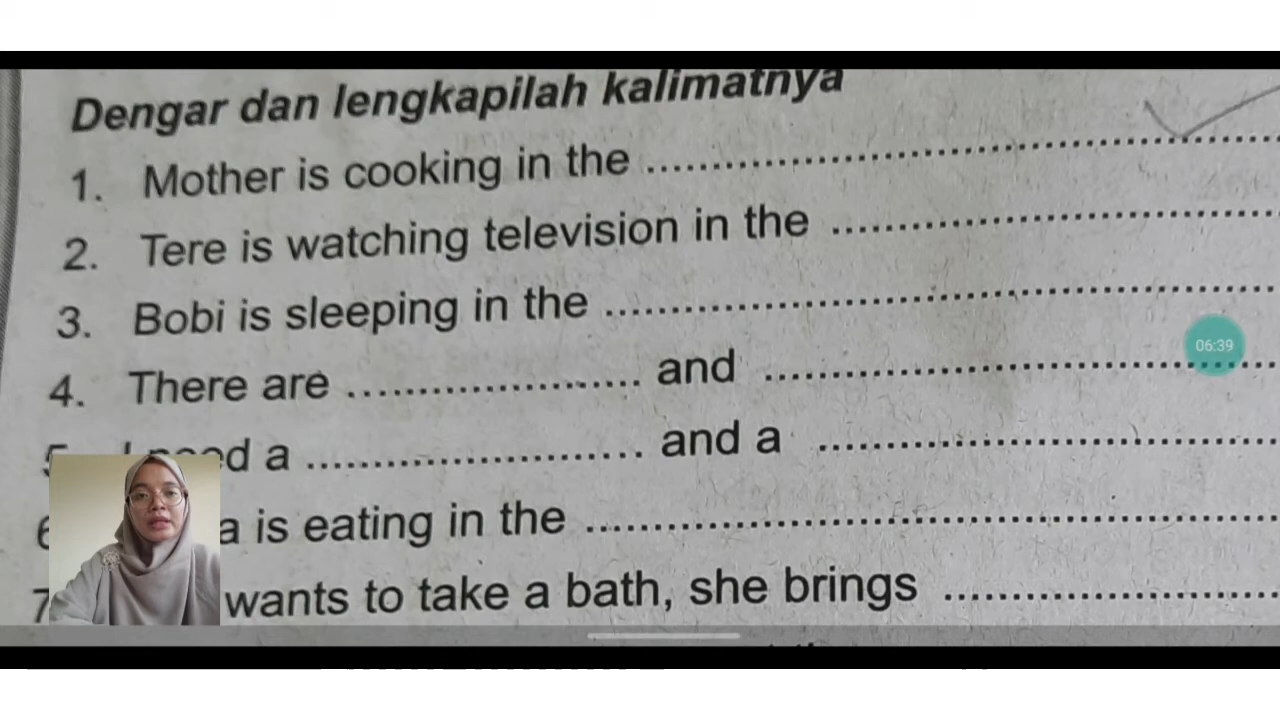 Dengar dan lengkapilah kalimatnya
1. Mother is cooking in the ..............................
2. Tere is watching television in the ..............................
3. Bobi is sleeping in the ..............................
4. There are .................... and ..............................
06:39
d a .................... and a ..............................
a is eating in the ..............................
7 wants to take a bath, she brings ..............................